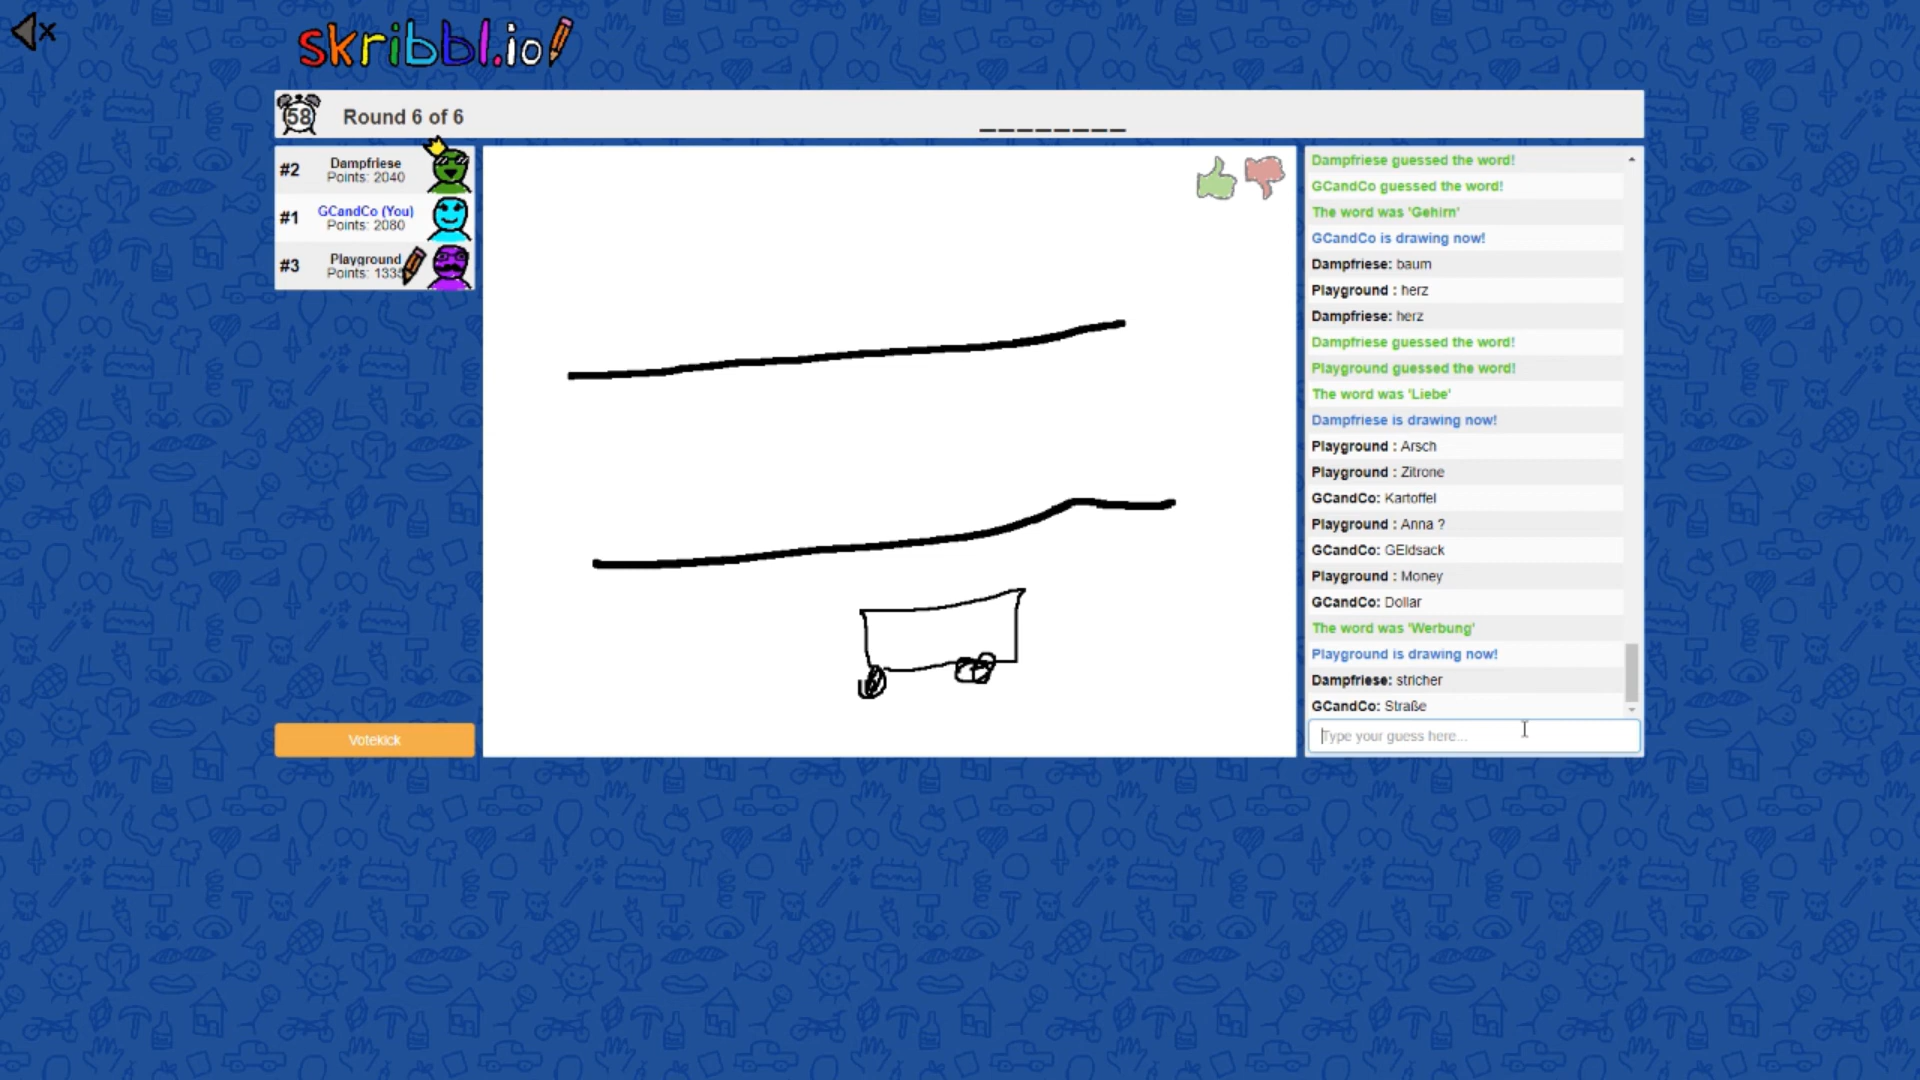 skribbl.io
58
Round 6 of 6
________
#2
Dampfriese
Points: 2040
#1
GCandCo (You)
Points: 2080
#3
Playground
Points: 1335
Votekick
Dampfriese guessed the word!
GCandCo guessed the word!
The word was 'Gehirn'
GCandCo is drawing now!
Dampfriese: baum
Playground : herz
Dampfriese: herz
Dampfriese guessed the word!
Playground guessed the word!
The word was 'Liebe'
Dampfriese is drawing now!
Playground : Arsch
Playground : Zitrone
GCandCo: Kartoffel
Playground : Anna ?
GCandCo: GEldsack
Playground : Money
GCandCo: Dollar
The word was 'Werbung'
Playground is drawing now!
Dampfriese: stricher
GCandCo: Straße
Type your guess here...